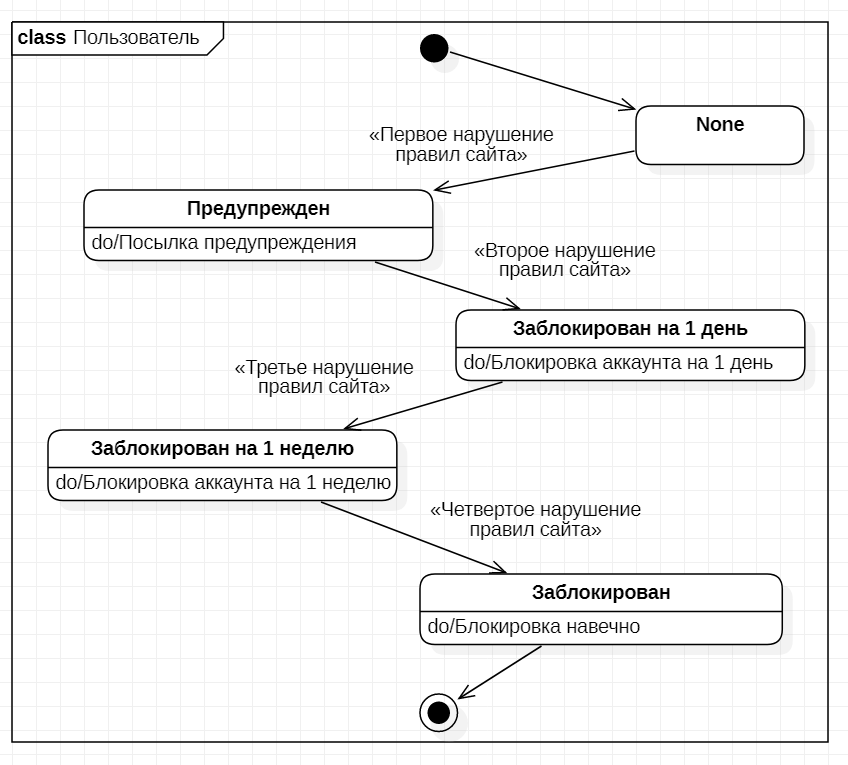 class Пользователь
None
«Первое нарушение
правил сайта»
Предупрежден
do/Посылка предупреждения
«Второе нарушение
правил сайта»
Заблокирован на 1 день
do/Блокировка аккаунта на 1 день
«Третье нарушение
правил сайта»
Заблокирован на 1 неделю
do/Блокировка аккаунта на 1 неделю
«Четвертое нарушение
правил сайта»
Заблокирован
do/Блокировка навечно